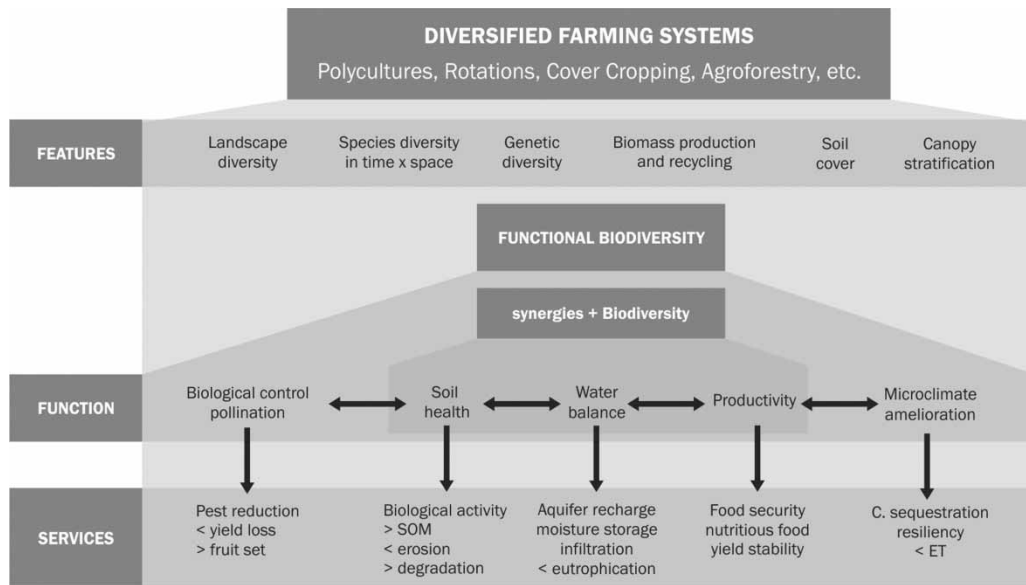 DIVERSIFIED FARMING SYSTEMS
Polycultures, Rotations, Cover Cropping, Agroforestry, etc.
FEATURES
Landscape
diversity
Species diversity
in time x space
Genetic
diversity
Biomass production
and recycling
Soil
cover
Canopy
stratification
FUNCTIONAL BIODIVERSITY
synergies + Biodiversity
FUNCTION
Biological control
pollination
Soil
health
Water
balance
Productivity
Microclimate
amelioration
SERVICES
Pest reduction
< yield loss
> fruit set
Biological activity
> SOM
< erosion
> degradation
Aquifer recharge
moisture storage
infiltration
< eutrophication
Food security
nutritious food
yield stability
C. sequestration
resiliency
< ET